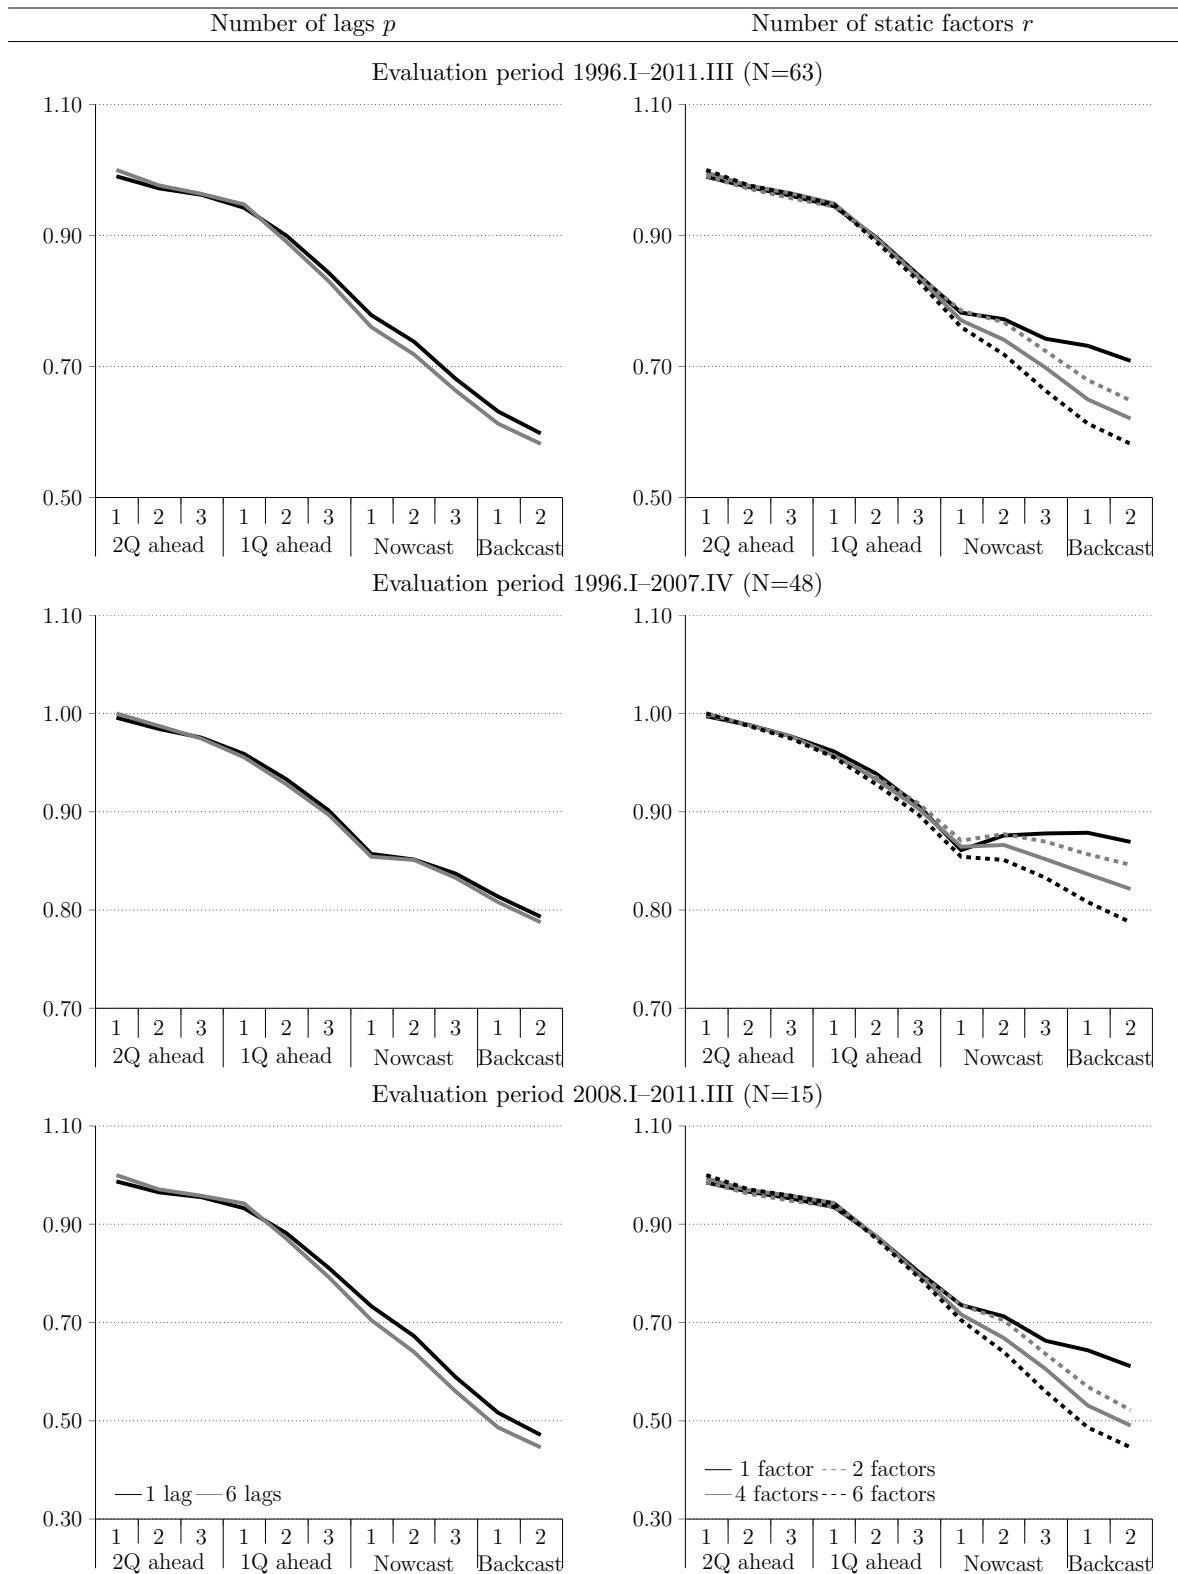 Number of lags p Number of static factors r
Evaluation period 1996.I–2011.III (N=63)
1.10 1.10
0.90 0.90
0.70 0.70
0.50 0.50
1 2 3 1 2 3 1 2 3 1 2 1 2 3 1 2 3 1 2 3 1 2
2Q ahead 1Q ahead Nowcast Backcast 2Q ahead 1Q ahead Nowcast Backcast
Evaluation period 1996.I–2007.IV (N=48)
1.10 1.10
1.00 1.00
0.90 0.90
0.80 0.80
0.70 0.70
1 2 3 1 2 3 1 2 3 1 2 1 2 3 1 2 3 1 2 3 1 2
2Q ahead 1Q ahead Nowcast Backcast 2Q ahead 1Q ahead Nowcast Backcast
Evaluation period 2008.I–2011.III (N=15)
1.10 1.10
0.90 0.90
0.70 0.70
0.50 0.50
1 factor 2 factors
1 lag 6 lags 4 factors 6 factors
0.30 0.30
1 2 3 1 2 3 1 2 3 1 2 1 2 3 1 2 3 1 2 3 1 2
2Q ahead 1Q ahead Nowcast Backcast 2Q ahead 1Q ahead Nowcast Backcast